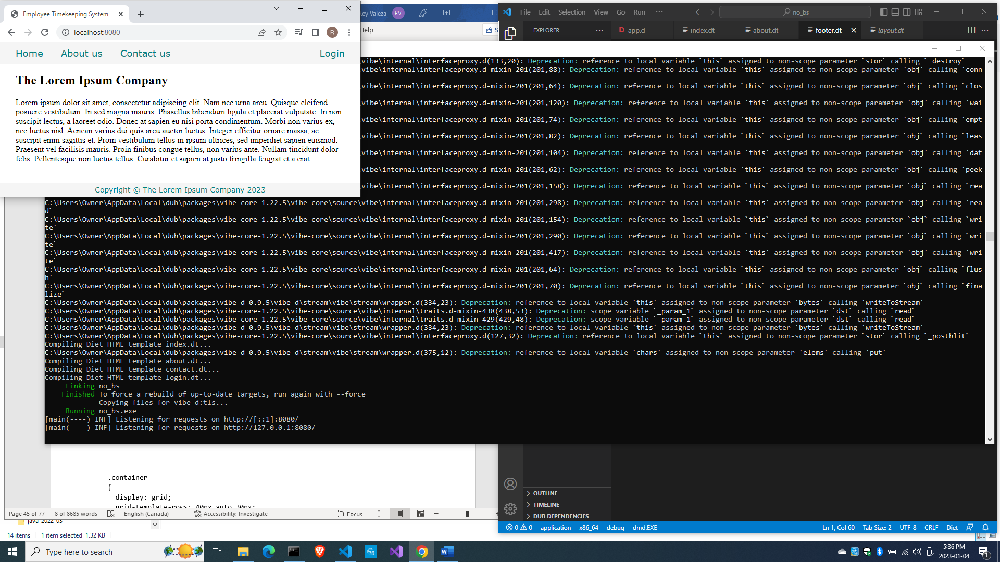 Employee Timekeeping System
localhost:8080
R
Home About us Contact us Login
The Lorem Ipsum Company
Lorem ipsum dolor sit amet, consectetur adipiscing elit. Nam nec urna arcu. Quisque eleifend
posuere vestibulum. In sed magna mauris. Phasellus bibendum ligula et placerat vulputate. In non
suscipit lectus, a laoreet odio. Donec at sapien eu nisi porta condimentum. Morbi non varius ex,
nec luctus nisl. Aenean varius dui quis arcu auctor luctus. Integer efficitur ornare massa, ac
suscipit enim sagittis et. Proin vestibulum tellus in ipsum ultrices, sed imperdiet sapien euismod.
Praesent vel facilisis mauris. Proin finibus congue tellus, non varius ante. Nullam tincidunt dolor
felis. Pellentesque non luctus tellus. Curabitur et sapien at justo fringilla feugiat et a erat.
Copyright © The Lorem Ipsum Company 2023
Key Valeza RV
Help
File Edit Selection View Go Run ··· no_bs
EXPLORER ··· app.d index.dt about.dt footer.dt layout.dt
vibe\internal\interfaceproxy.d(133,20): Deprecation: reference to local variable `this` assigned to non-scope parameter `stor` calling `_destroy`
vibe\internal\interfaceproxy.d-mixin-201(201,88): Deprecation: reference to local variable `this` assigned to non-scope parameter `obj` calling `conn
vibe\internal\interfaceproxy.d-mixin-201(201,64): Deprecation: reference to local variable `this` assigned to non-scope parameter `obj` calling `clos
vibe\internal\interfaceproxy.d-mixin-201(201,120): Deprecation: reference to local variable `this` assigned to non-scope parameter `obj` calling `wai
vibe\internal\interfaceproxy.d-mixin-201(201,74): Deprecation: reference to local variable `this` assigned to non-scope parameter `obj` calling `empt
vibe\internal\interfaceproxy.d-mixin-201(201,82): Deprecation: reference to local variable `this` assigned to non-scope parameter `obj` calling `leas
vibe\internal\interfaceproxy.d-mixin-201(201,104): Deprecation: reference to local variable `this` assigned to non-scope parameter `obj` calling `dat
vibe\internal\interfaceproxy.d-mixin-201(201,62): Deprecation: reference to local variable `this` assigned to non-scope parameter `obj` calling `peek
vibe\internal\interfaceproxy.d-mixin-201(201,158): Deprecation: reference to local variable `this` assigned to non-scope parameter `obj` calling `rea
C:\Users\Owner\AppData\Local\dub\packages\vibe-core-1.22.5\vibe-core\source\vibe\internal\interfaceproxy.d-mixin-201(201,298): Deprecation: reference to local variable `this` assigned to non-scope parameter `obj` calling `rea
d`
C:\Users\Owner\AppData\Local\dub\packages\vibe-core-1.22.5\vibe-core\source\vibe\internal\interfaceproxy.d-mixin-201(201,154): Deprecation: reference to local variable `this` assigned to non-scope parameter `obj` calling `wri
te`
C:\Users\Owner\AppData\Local\dub\packages\vibe-core-1.22.5\vibe-core\source\vibe\internal\interfaceproxy.d-mixin-201(201,290): Deprecation: reference to local variable `this` assigned to non-scope parameter `obj` calling `wri
te`
C:\Users\Owner\AppData\Local\dub\packages\vibe-core-1.22.5\vibe-core\source\vibe\internal\interfaceproxy.d-mixin-201(201,417): Deprecation: reference to local variable `this` assigned to non-scope parameter `obj` calling `wri
te`
C:\Users\Owner\AppData\Local\dub\packages\vibe-core-1.22.5\vibe-core\source\vibe\internal\interfaceproxy.d-mixin-201(201,64): Deprecation: reference to local variable `this` assigned to non-scope parameter `obj` calling `flus
h`
C:\Users\Owner\AppData\Local\dub\packages\vibe-core-1.22.5\vibe-core\source\vibe\internal\interfaceproxy.d-mixin-201(201,70): Deprecation: reference to local variable `this` assigned to non-scope parameter `obj` calling `fina
lize`
C:\Users\Owner\AppData\Local\dub\packages\vibe-d-0.9.5\vibe-d\stream\vibe\stream\wrapper.d(334,23): Deprecation: reference to local variable `this` assigned to non-scope parameter `bytes` calling `writeToStream`
C:\Users\Owner\AppData\Local\dub\packages\vibe-core-1.22.5\vibe-core\source\vibe\internal\traits.d-mixin-438(438,53): Deprecation: scope variable `_param_1` assigned to non-scope parameter `dst` calling `read`
C:\Users\Owner\AppData\Local\dub\packages\vibe-core-1.22.5\vibe-core\source\vibe\internal\traits.d-mixin-429(429,48): Deprecation: scope variable `_param_1` assigned to non-scope parameter `dst` calling `read`
C:\Users\Owner\AppData\Local\dub\packages\vibe-d-0.9.5\vibe-d\stream\vibe\stream\wrapper.d(334,23): Deprecation: reference to local variable `this` assigned to non-scope parameter `bytes` calling `writeToStream`
C:\Users\Owner\AppData\Local\dub\packages\vibe-core-1.22.5\vibe-core\source\vibe\internal\interfaceproxy.d(127,32): Deprecation: reference to local variable `this` assigned to non-scope parameter `stor` calling `_postblit`
Compiling Diet HTML template index.dt...
C:\Users\Owner\AppData\Local\dub\packages\vibe-d-0.9.5\vibe-d\stream\vibe\stream\wrapper.d(375,12): Deprecation: reference to local variable `chars` assigned to non-scope parameter `elems` calling `put`
Compiling Diet HTML template about.dt...
Compiling Diet HTML template contact.dt...
Compiling Diet HTML template login.dt...
Linking no_bs
Finished To force a rebuild of up-to-date targets, run again with --force
Copying files for vibe-d:tls...
Running no_bs.exe
[main(----) INF] Listening for requests on http://[::1]:8080/
[main(----) INF] Listening for requests on http://127.0.0.1:8080/
.container
{
display: grid;
grid-template-rows: 40px auto 30px;
Page 45 of 77 8 of 8685 words English (Canada) Accessibility: Investigate Focus
java-2022-03
14 items 1 item selected 1.32 KB
OUTLINE
TIMELINE
DUB DEPENDENCIES
0 0 application x86_64 debug dmd.EXE Ln 1, Col 60 Tab Size: 2 UTF-8 CRLF Diet
Type here to search
5:36 PM
2023-01-04
1